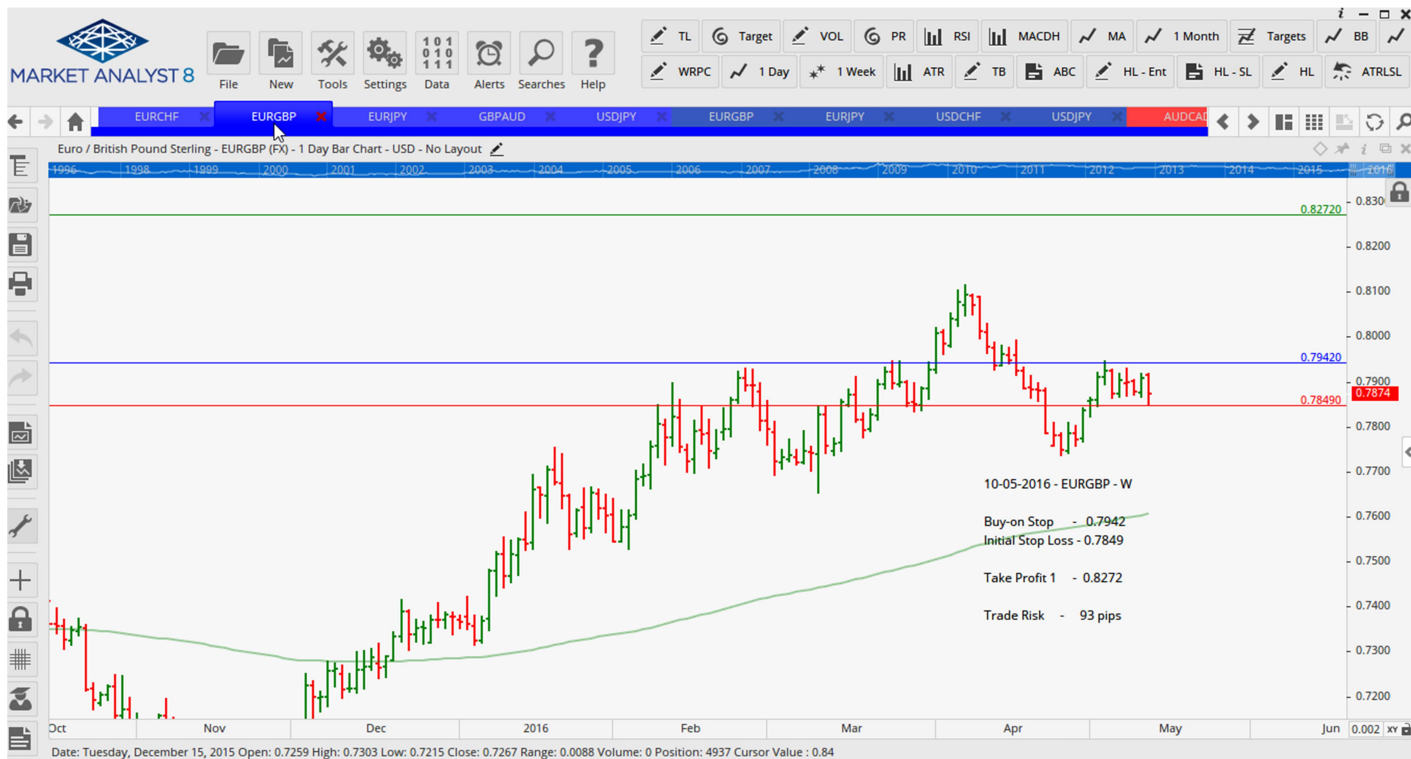 i
MARKET ANALYST 8
File
New
Tools
Settings
101
010
111
Data
Alerts
Searches
?
Help
TL
Target
VOL
PR
RSI
MACDH
MA
1 Month
Targets
BB
WRPC
1 Day
1 Week
ATR
TB
ABC
HL - Ent
HL - SL
HL
ATRLSL
EURCHF
EURGBP
EURJPY
GBPAUD
USDJPY
EURGBP
EURJPY
USDCHF
USDJPY
AUDCAD
Euro / British Pound Sterling - EURGBP (FX) - 1 Day Bar Chart - USD - No Layout
i
1996 1998 1999 2000 2001 2002 2003 2004 2005 2006 2007 2008 2009 2010 2011 2012 2013 2014 2015 2016
0.82720
0.79420
0.78490
0.830
0.8200
0.8100
0.8000
0.7900
0.7874
0.7800
0.7700
0.7600
0.7500
0.7400
0.7300
0.7200
10-05-2016 - EURGBP - W
Buy-on Stop - 0.7942
Initial Stop Loss - 0.7849
Take Profit 1 - 0.8272
Trade Risk - 93 pips
Oct Nov Dec 2016 Feb Mar Apr May Jun
0.002 XY
Date: Tuesday, December 15, 2015 Open: 0.7259 High: 0.7303 Low: 0.7215 Close: 0.7267 Range: 0.0088 Volume: 0 Position: 4937 Cursor Value : 0.84